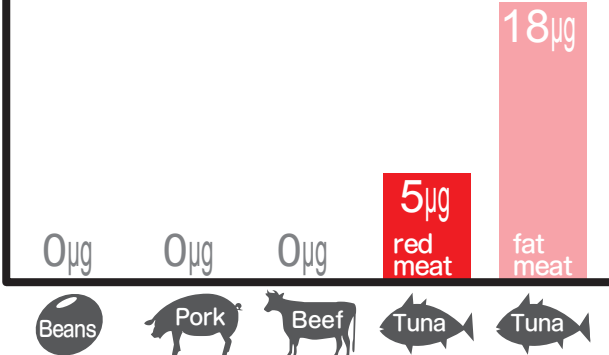 18μg
5μg
0μg 0μg 0μg
red meat
fat meat
Beans Pork Beef Tuna Tuna